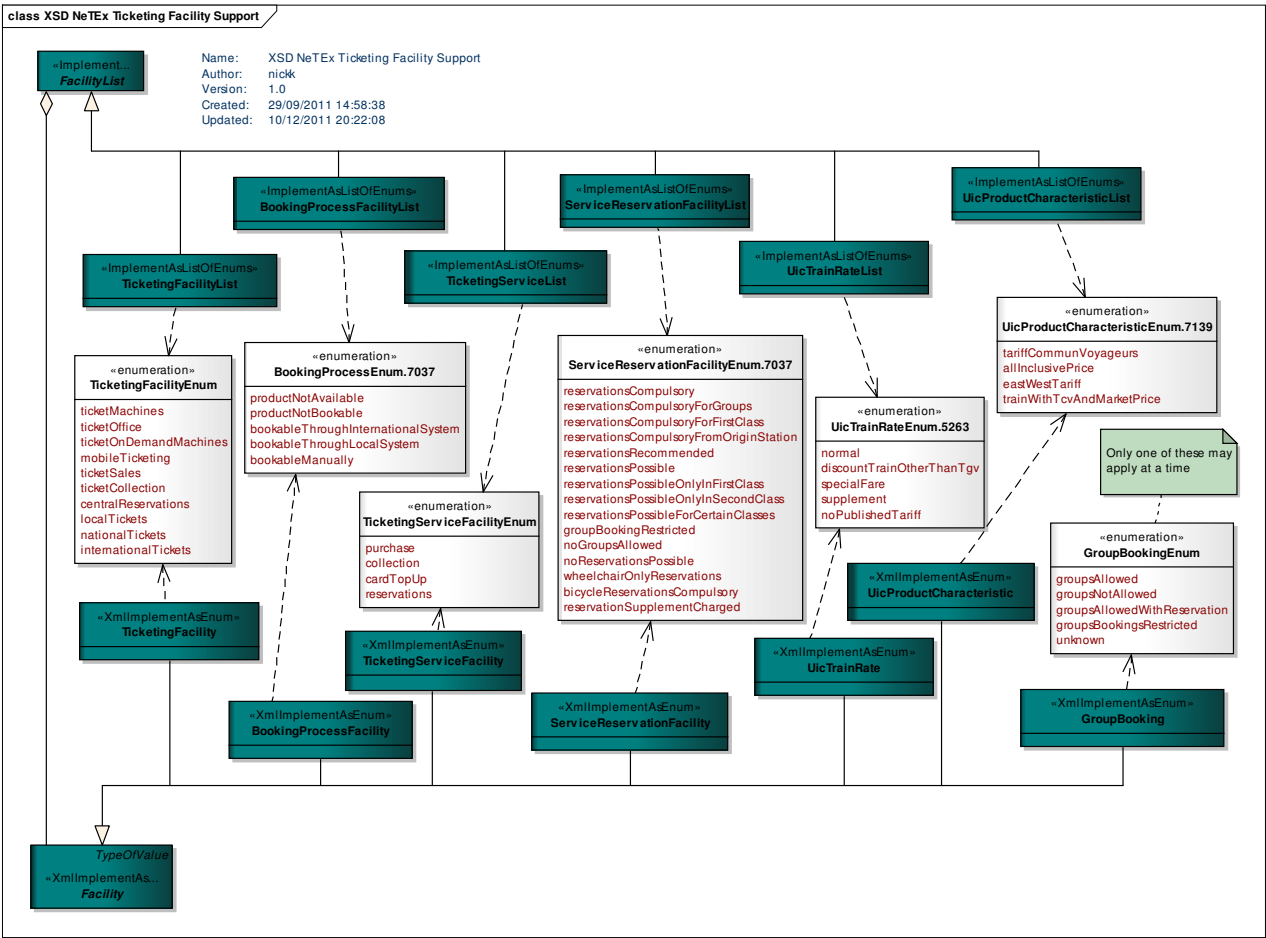 class XSD NeTEx Ticketing Facility Support
«Implement...
FacilityList
Name: XSD NeTEx Ticketing Facility Support
Author: nickk
Version: 1.0
Created: 29/09/2011 14:58:38
Updated: 10/12/2011 20:22:08
«ImplementAsListOfEnums»
BookingProcessFacilityList
«ImplementAsListOfEnums»
ServiceReservationFacilityList
«ImplementAsListOfEnums»
UicProductCharacteristicList
«ImplementAsListOfEnums»
TicketingFacilityList
«ImplementAsListOfEnums»
TicketingServiceList
«ImplementAsListOfEnums»
UicTrainRateList
«enumeration»
TicketingFacilityEnum
ticketMachines
ticketOffice
ticketOnDemandMachines
mobileTicketing
ticketSales
ticketCollection
centralReservations
localTickets
nationalTickets
internationalTickets
«enumeration»
BookingProcessEnum.7037
productNotAvailable
productNotBookable
bookableThroughInternationalSystem
bookableThroughLocalSystem
bookableManually
«enumeration»
TicketingServiceFacilityEnum
purchase
collection
cardTopUp
reservations
«enumeration»
ServiceReservationFacilityEnum.7037
reservationsCompulsory
reservationsCompulsoryForGroups
reservationsCompulsoryForFirstClass
reservationsCompulsoryFromOriginStation
reservationsRecommended
reservationsPossible
reservationsPossibleOnlyInFirstClass
reservationsPossibleOnlyInSecondClass
reservationsPossibleForCertainClasses
groupBookingRestricted
noGroupsAllowed
noReservationsPossible
wheelchairOnlyReservations
bicycleReservationsCompulsory
reservationSupplementCharged
«enumeration»
UicTrainRateEnum.5263
normal
discountTrainOtherThanTgv
specialFare
supplement
noPublishedTariff
«enumeration»
UicProductCharacteristicEnum.7139
tariffCommunVoyageurs
allInclusivePrice
eastWestTariff
trainWithTcvAndMarketPrice
Only one of these may
apply at a time
«enumeration»
GroupBookingEnum
groupsAllowed
groupsNotAllowed
groupsAllowedWithReservation
groupsBookingsRestricted
unknown
«XmlImplementAsEnum»
TicketingFacility
«XmlImplementAsEnum»
BookingProcessFacility
«XmlImplementAsEnum»
TicketingServiceFacility
«XmlImplementAsEnum»
ServiceReservationFacility
«XmlImplementAsEnum»
UicTrainRate
«XmlImplementAsEnum»
UicProductCharacteristic
«XmlImplementAsEnum»
GroupBooking
TypeOfValue
«XmlImplementAs...
Facility